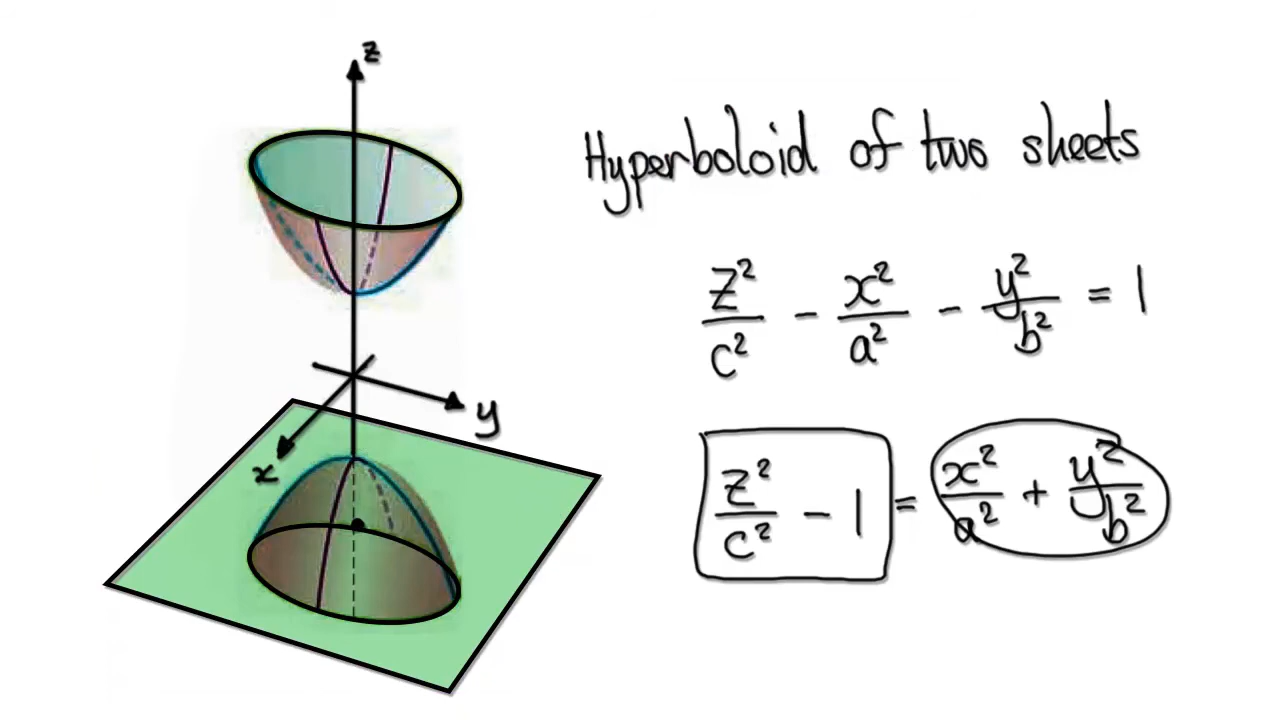 z
Hyperboloid of two sheets
z²/c² - x²/a² - y²/b² = 1
y
x
z²/c² - 1 = x²/a² + y²/b²